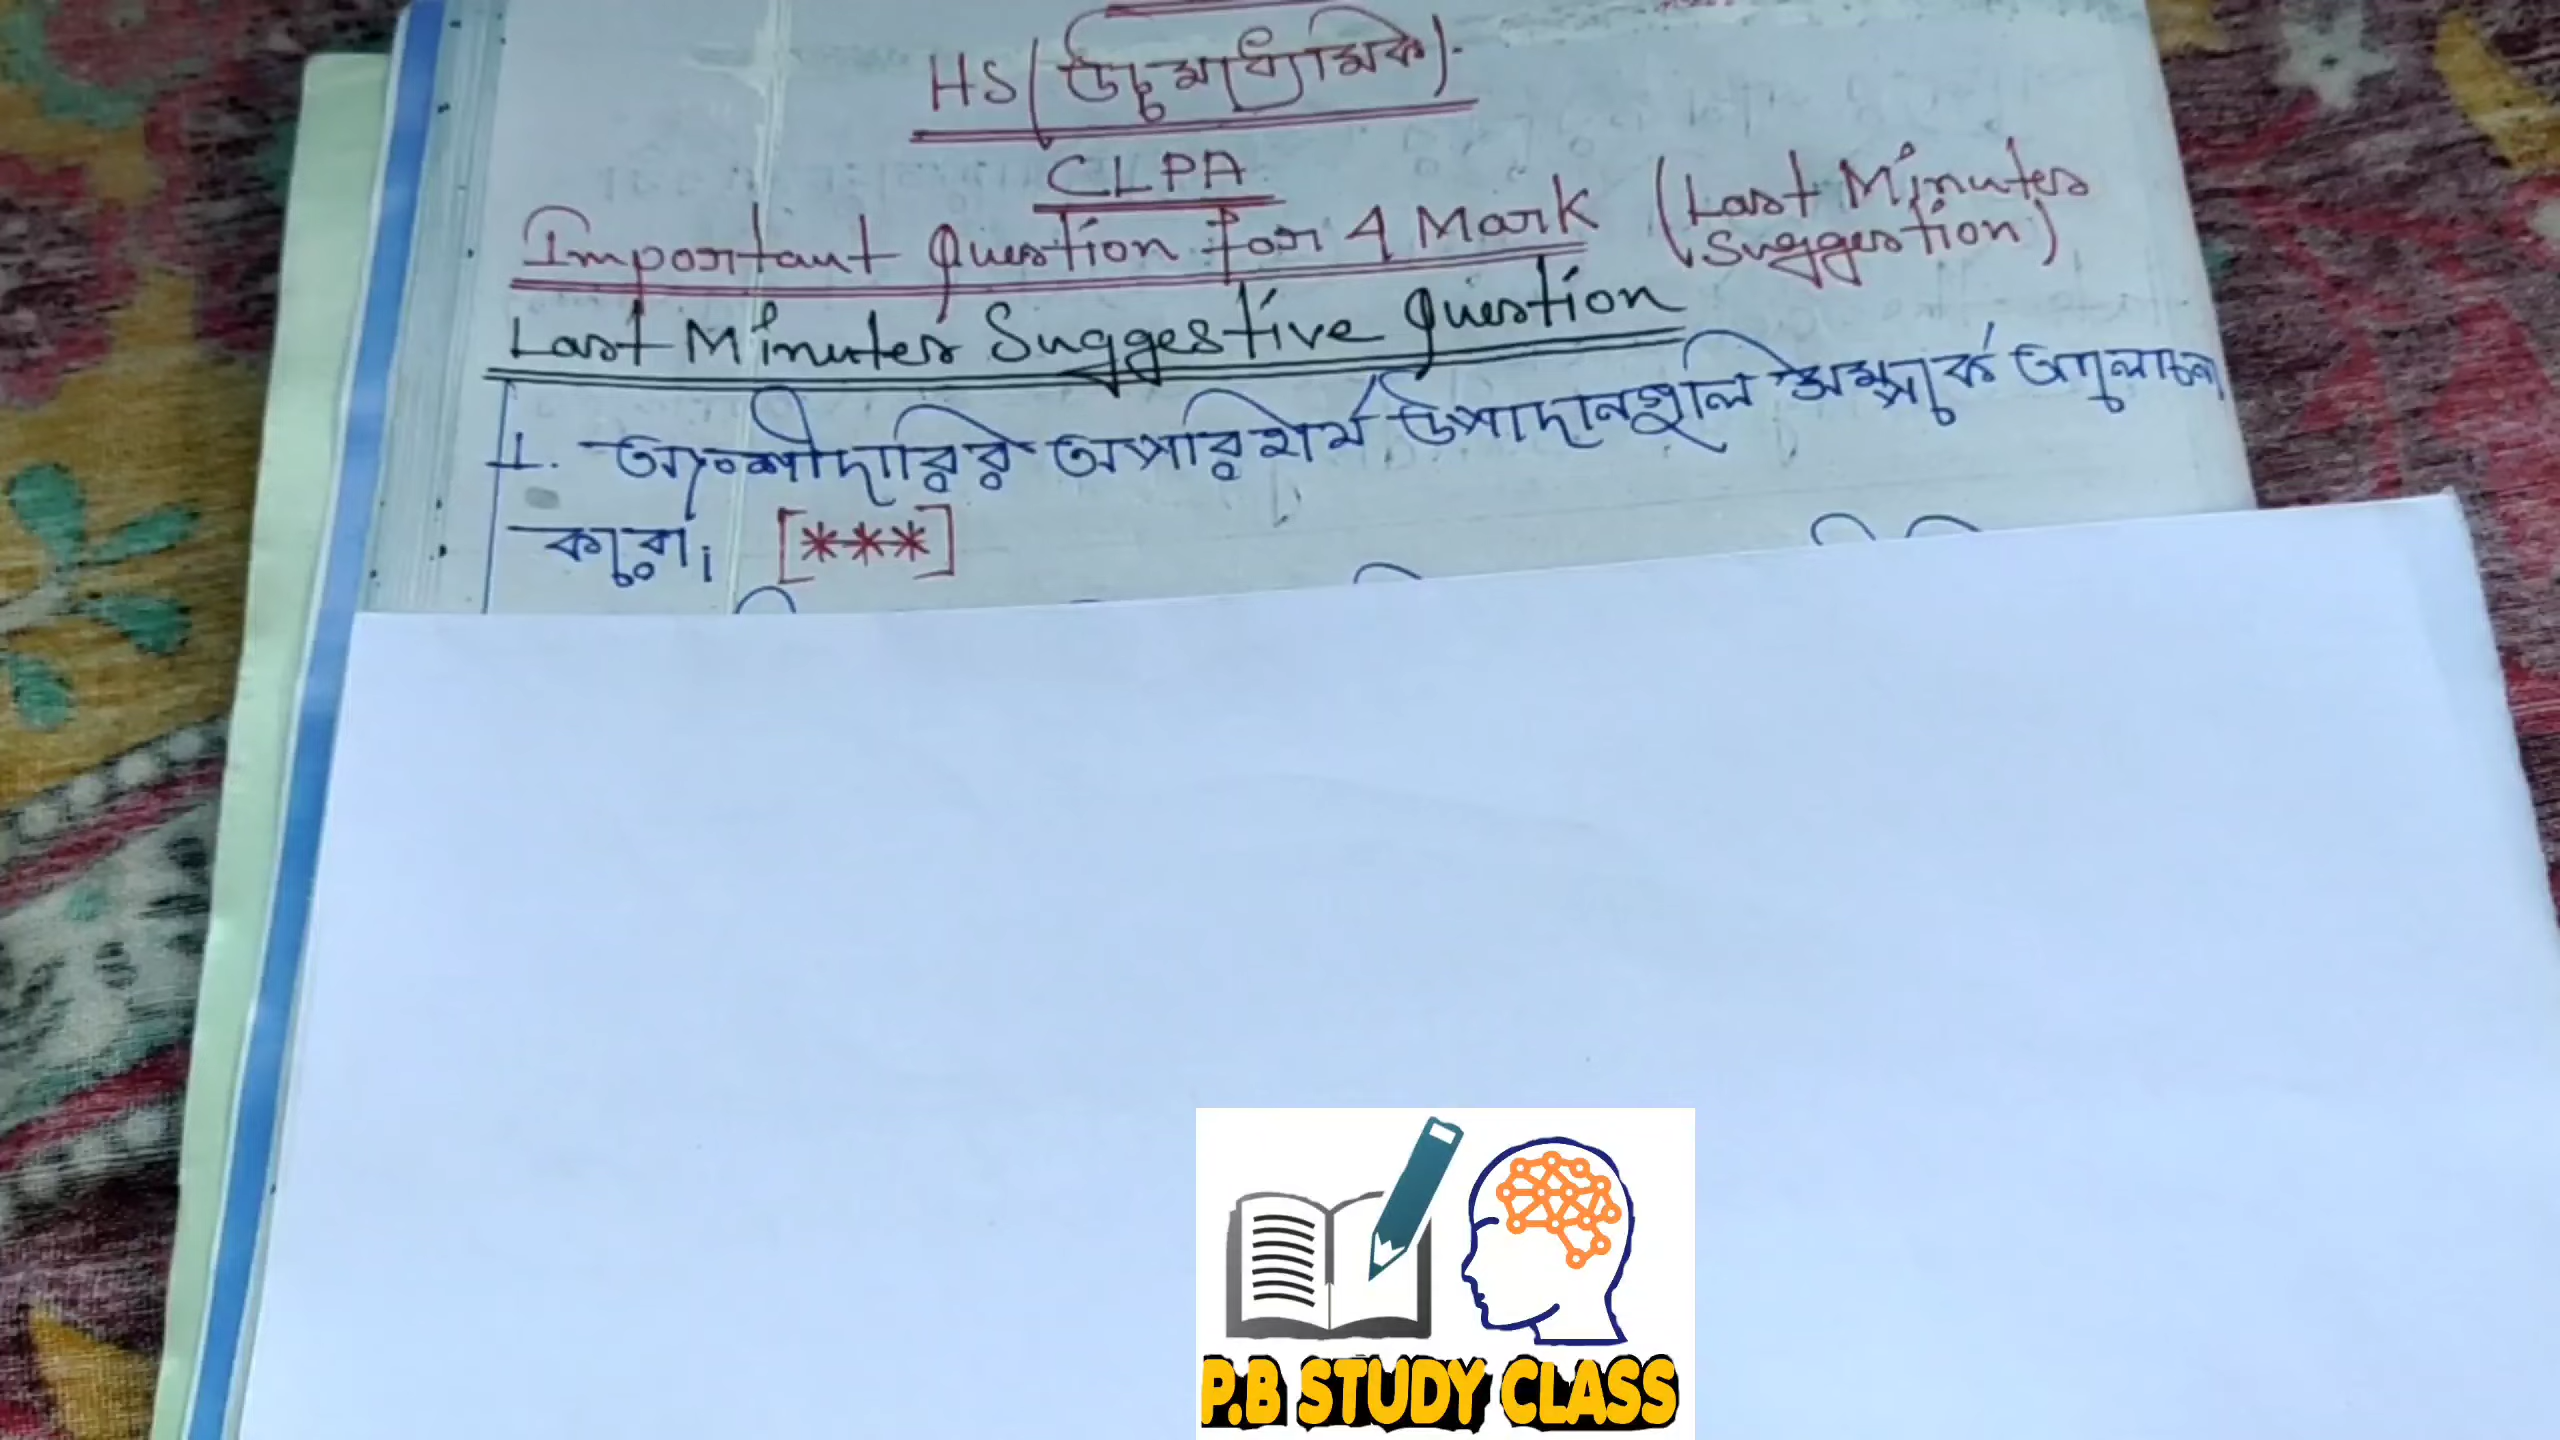 HS (উচ্চমাধ্যমিক).
CLPA
Important Question for 4 Mark (Last Minutes Suggestion)
Last Minutes Suggestive Question
1. অংশীদারির অপরিহার্য উপাদানগুলি সম্পর্কে আলোচনা
করো। [***]
P.B STUDY CLASS